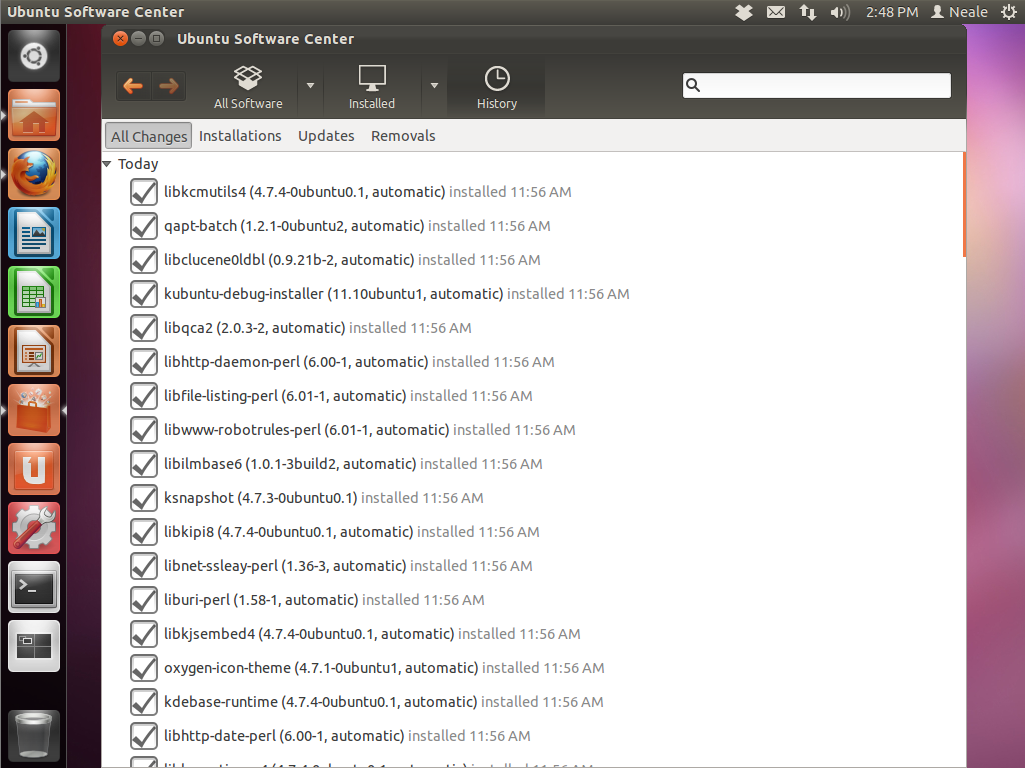 Ubuntu Software Center 2:48 PM Neale
Ubuntu Software Center
All Software Installed History
All Changes Installations Updates Removals
Today
libkcmutils4 (4.7.4-0ubuntu0.1, automatic) installed 11:56 AM
qapt-batch (1.2.1-0ubuntu2, automatic) installed 11:56 AM
libclucene0ldbl (0.9.21b-2, automatic) installed 11:56 AM
kubuntu-debug-installer (11.10ubuntu1, automatic) installed 11:56 AM
libqca2 (2.0.3-2, automatic) installed 11:56 AM
libhttp-daemon-perl (6.00-1, automatic) installed 11:56 AM
libfile-listing-perl (6.01-1, automatic) installed 11:56 AM
libwww-robotrules-perl (6.01-1, automatic) installed 11:56 AM
libilmbase6 (1.0.1-3build2, automatic) installed 11:56 AM
ksnapshot (4.7.3-0ubuntu0.1) installed 11:56 AM
libkipi8 (4.7.4-0ubuntu0.1, automatic) installed 11:56 AM
libnet-ssleay-perl (1.36-3, automatic) installed 11:56 AM
liburi-perl (1.58-1, automatic) installed 11:56 AM
libkjsembed4 (4.7.4-0ubuntu0.1, automatic) installed 11:56 AM
oxygen-icon-theme (4.7.1-0ubuntu1, automatic) installed 11:56 AM
kdebase-runtime (4.7.4-0ubuntu0.1, automatic) installed 11:56 AM
libhttp-date-perl (6.00-1, automatic) installed 11:56 AM